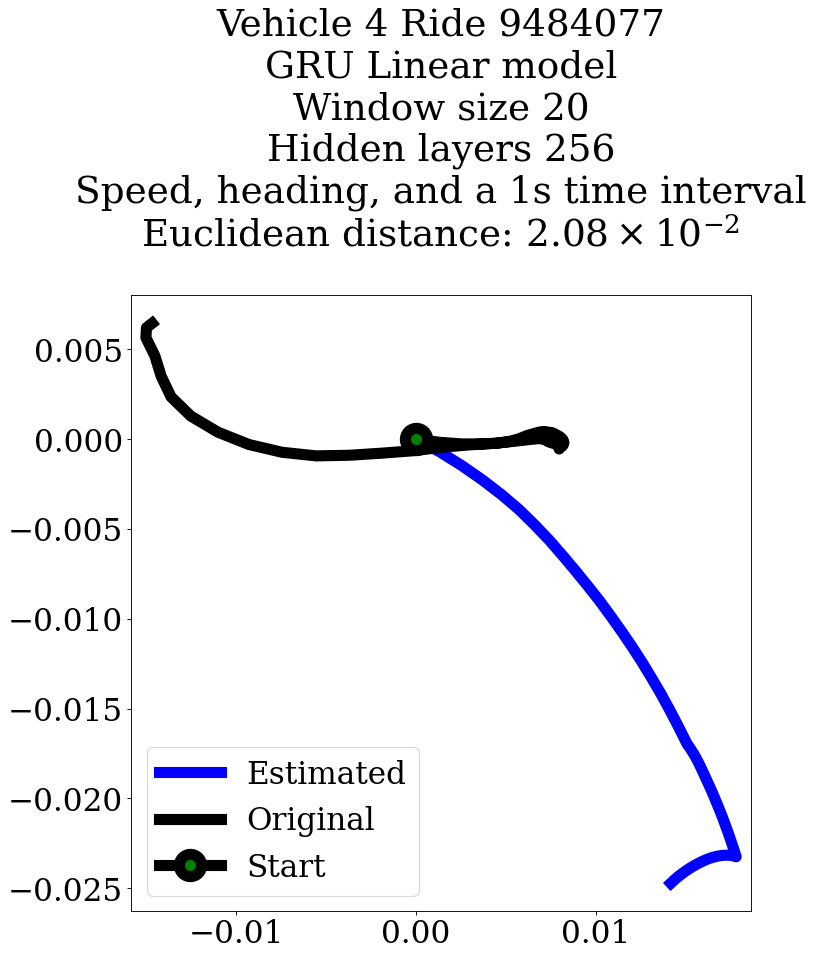 Vehicle 4 Ride 9484077
GRU Linear model
Window size 20
Hidden layers 256
Speed, heading, and a 1s time interval
Euclidean distance: 2.08 × 10⁻²
0.005
0.000
−0.005
−0.010
−0.015
−0.020
−0.025
Estimated
Original
Start
−0.01 0.00 0.01